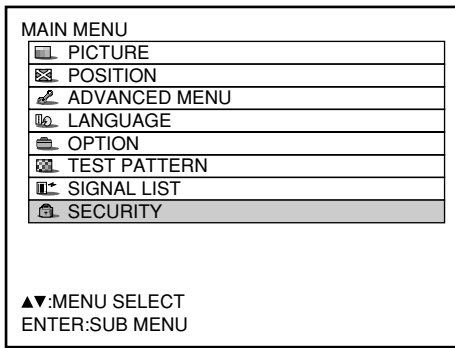 MAIN MENU
PICTURE
POSITION
ADVANCED MENU
LANGUAGE
OPTION
TEST PATTERN
SIGNAL LIST
SECURITY
▲▼:MENU SELECT
ENTER:SUB MENU